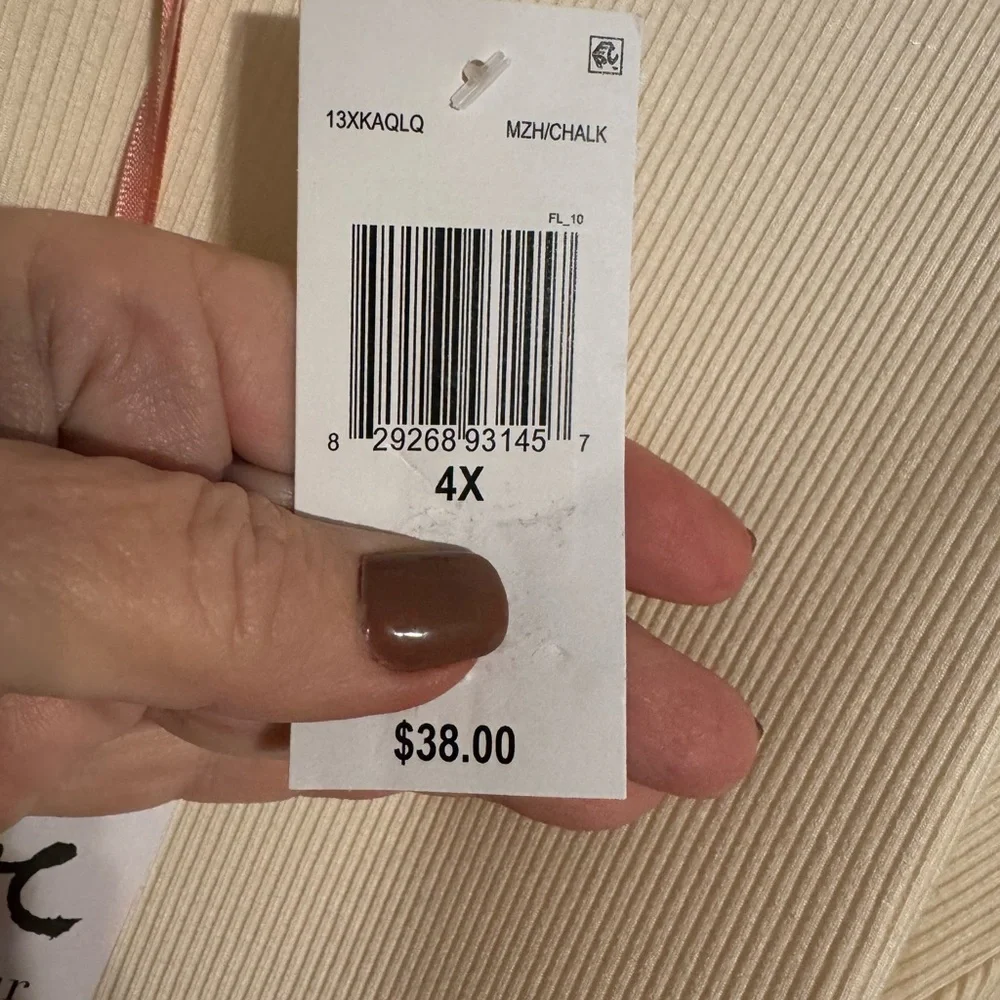 13XKAQLQ MZH/CHALK
FL_10
8 29268 93145 7
4X
$38.00